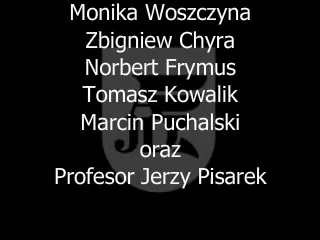 Monika Woszczyna
Zbigniew Chyra
Norbert Frymus
Tomasz Kowalik
Marcin Puchalski
oraz
Profesor Jerzy Pisarek